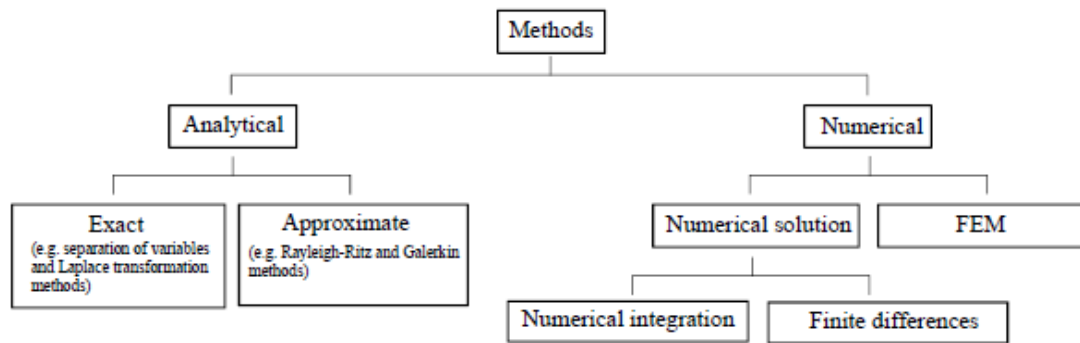 Methods
Analytical
Numerical
Exact
(e.g. separation of variables
and Laplace transformation
methods)
Approximate
(e.g. Rayleigh-Ritz and Galerkin
methods)
Numerical solution
FEM
Numerical integration
Finite differences